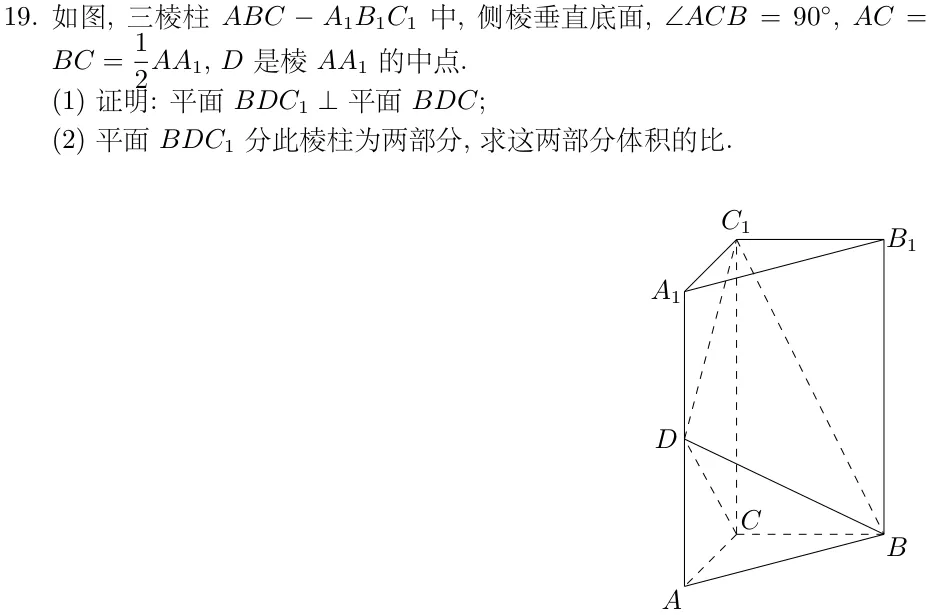 19. 如图, 三棱柱 ABC − A₁B₁C₁ 中, 侧棱垂直底面, ∠ACB = 90°, AC =
BC = 1/2 AA₁, D 是棱 AA₁ 的中点.
(1) 证明: 平面 BDC₁ ⊥ 平面 BDC;
(2) 平面 BDC₁ 分此棱柱为两部分, 求这两部分体积的比.
C₁
B₁
A₁
D
C
B
A